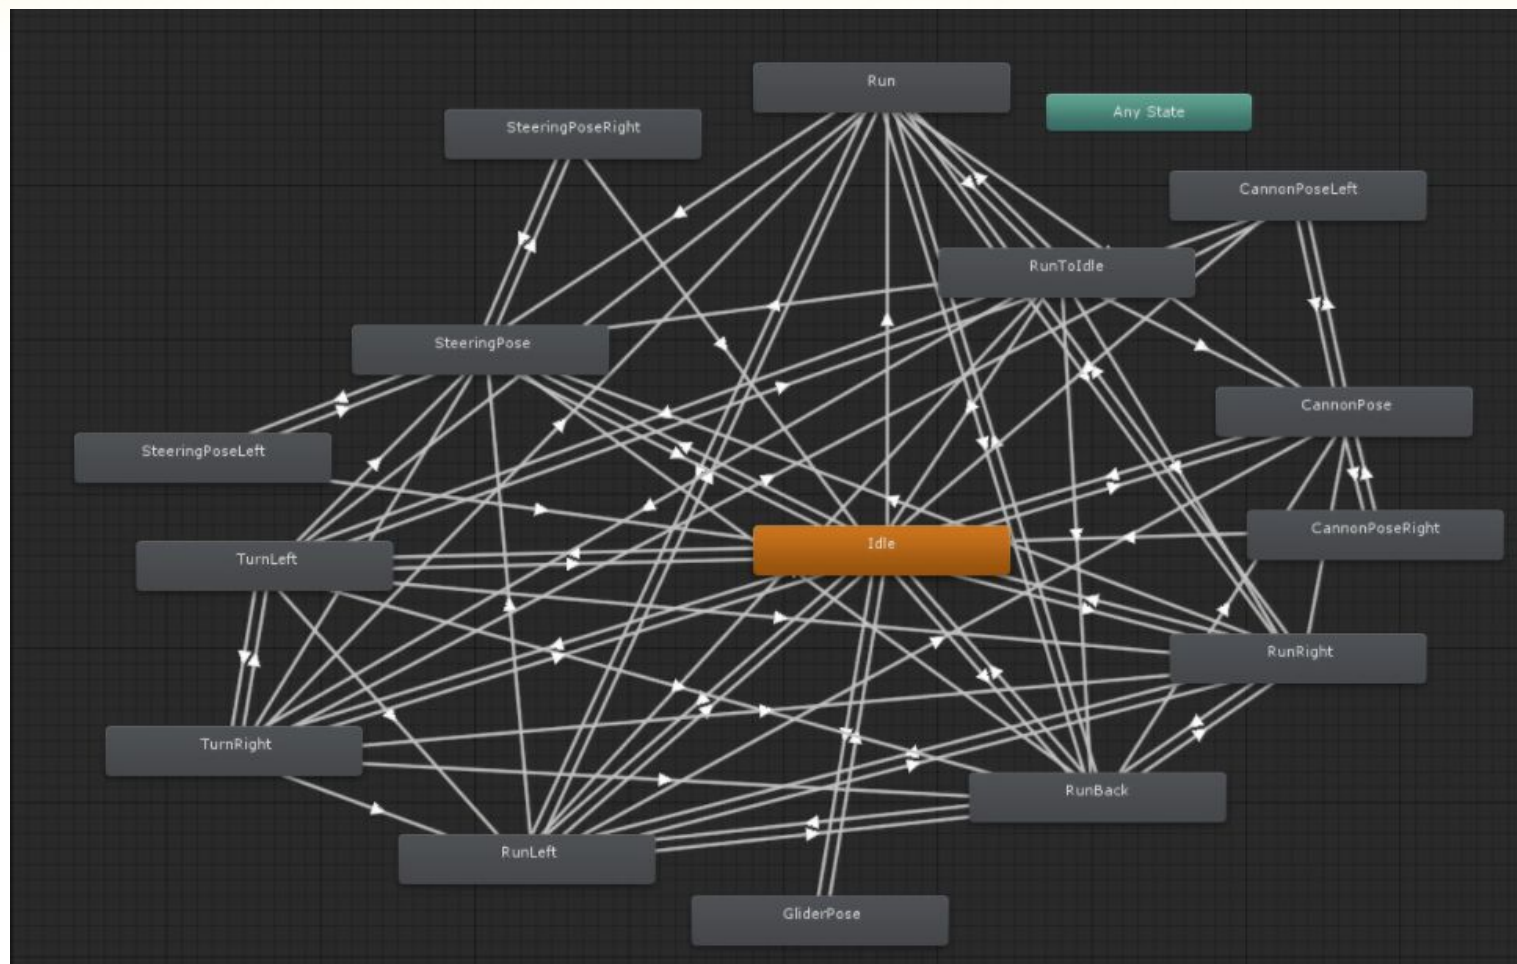 Run
Any State
SteeringPoseRight
CannonPoseLeft
RunToIdle
SteeringPose
CannonPose
SteeringPoseLeft
CannonPoseRight
Idle
TurnLeft
RunRight
TurnRight
RunBack
RunLeft
GliderPose